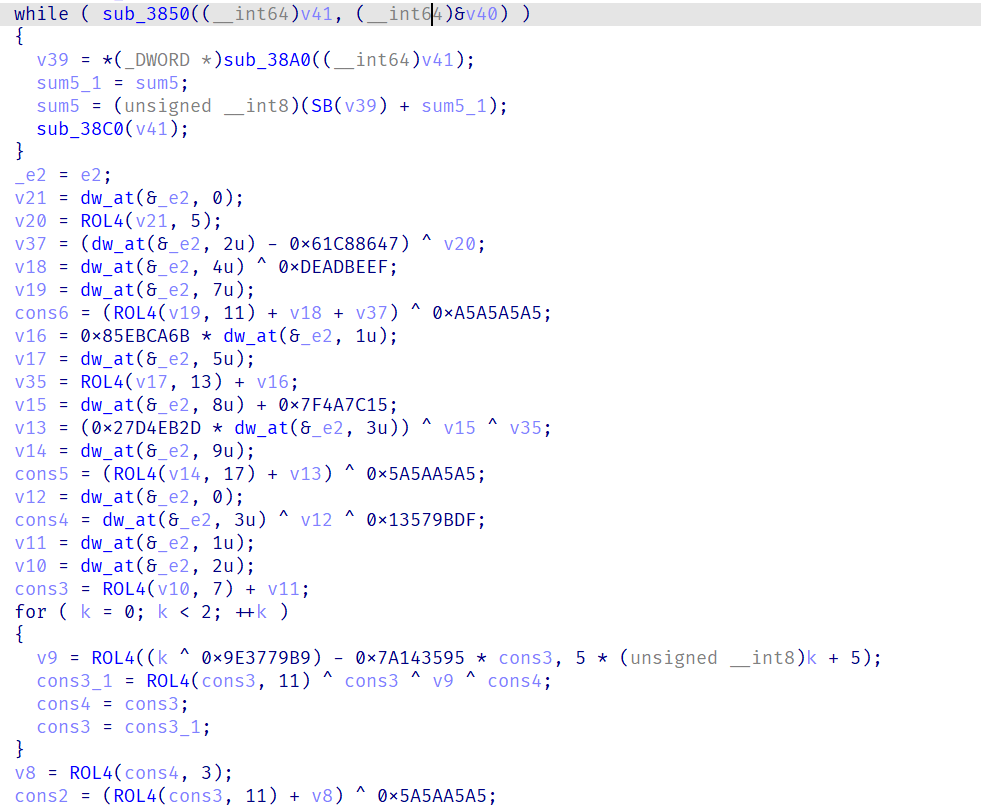 while ( sub_3850((__int64)v41, (__int64)&v40) )
{
  v39 = *(_DWORD *)sub_38A0((__int64)v41);
  sum5_1 = sum5;
  sum5 = (unsigned __int8)(SB(v39) + sum5_1);
  sub_38C0(v41);
}
_e2 = e2;
v21 = dw_at(&_e2, 0);
v20 = ROL4(v21, 5);
v37 = (dw_at(&_e2, 2u) - 0x61C88647) ^ v20;
v18 = dw_at(&_e2, 4u) ^ 0xDEADBEEF;
v19 = dw_at(&_e2, 7u);
cons6 = (ROL4(v19, 11) + v18 + v37) ^ 0xA5A5A5A5;
v16 = 0x85EBCA6B * dw_at(&_e2, 1u);
v17 = dw_at(&_e2, 5u);
v35 = ROL4(v17, 13) + v16;
v15 = dw_at(&_e2, 8u) + 0x7F4A7C15;
v13 = (0x27D4EB2D * dw_at(&_e2, 3u)) ^ v15 ^ v35;
v14 = dw_at(&_e2, 9u);
cons5 = (ROL4(v14, 17) + v13) ^ 0x5A5AA5A5;
v12 = dw_at(&_e2, 0);
cons4 = dw_at(&_e2, 3u) ^ v12 ^ 0x13579BDF;
v11 = dw_at(&_e2, 1u);
v10 = dw_at(&_e2, 2u);
cons3 = ROL4(v10, 7) + v11;
for ( k = 0; k < 2; ++k )
{
  v9 = ROL4((k ^ 0x9E3779B9) - 0x7A143595 * cons3, 5 * (unsigned __int8)k + 5);
  cons3_1 = ROL4(cons3, 11) ^ cons3 ^ v9 ^ cons4;
  cons4 = cons3;
  cons3 = cons3_1;
}
v8 = ROL4(cons4, 3);
cons2 = (ROL4(cons3, 11) + v8) ^ 0x5A5AA5A5;